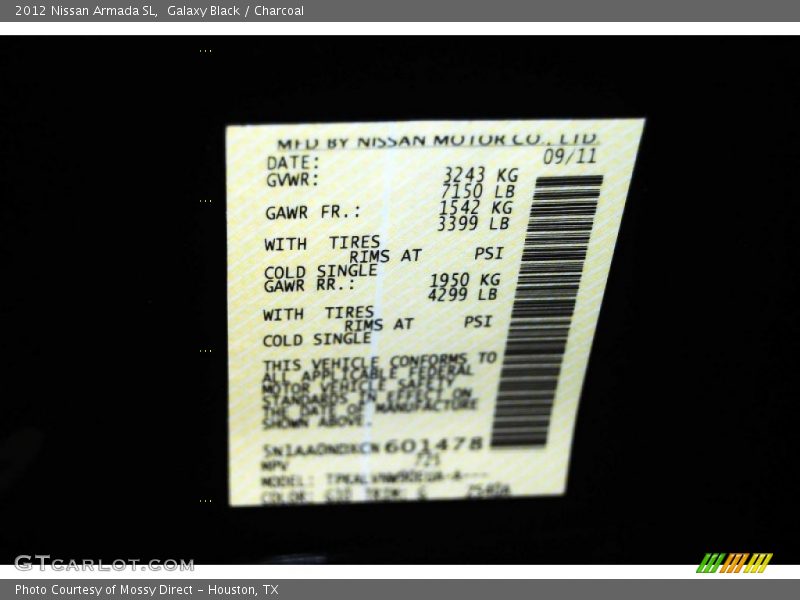 2012 Nissan Armada SL,  Galaxy Black / Charcoal
MFD BY NISSAN MOTOR CO., LTD.
DATE: 09/11
GVWR: 3243 KG
7150 LB
GAWR FR.: 1542 KG
3399 LB
WITH TIRES
RIMS AT PSI
COLD SINGLE
GAWR RR.: 1950 KG
4299 LB
WITH TIRES
RIMS AT PSI
COLD SINGLE
THIS VEHICLE CONFORMS TO
ALL APPLICABLE FEDERAL
MOTOR VEHICLE SAFETY
STANDARDS IN EFFECT ON
THE DATE OF MANUFACTURE
SHOWN ABOVE.
601478
MPV
MODEL:
COLOR: TRIM: G
GTCARLOT.COM
Photo Courtesy of Mossy Direct – Houston, TX